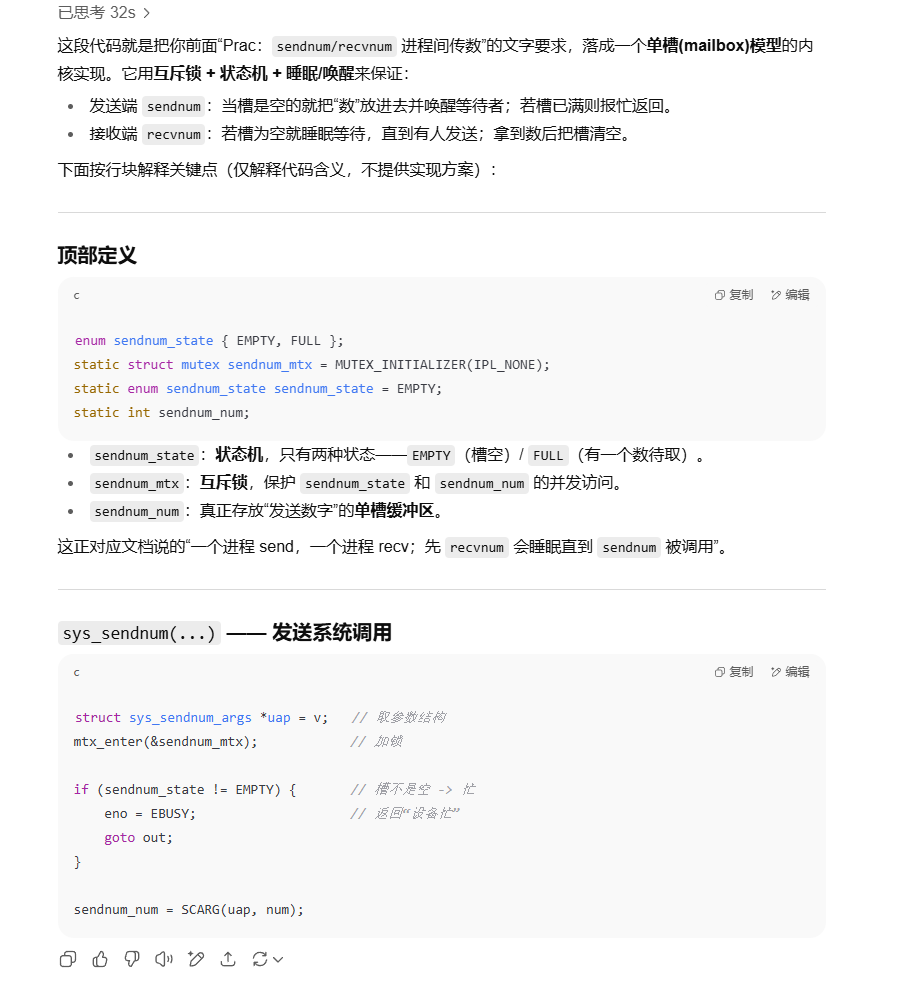 已思考 32s >
这段代码就是把你前面“Prac：sendnum/recvnum 进程间传数”的文字要求，落成一个单槽(mailbox)模型的内
核实现。它用互斥锁 + 状态机 + 睡眠/唤醒来保证：
• 发送端 sendnum：当槽是空的就把“数”放进去并唤醒等待者；若槽已满则报忙返回。
• 接收端 recvnum：若槽为空就睡眠等待，直到有人发送；拿到数后把槽清空。
下面按行块解释关键点（仅解释代码含义，不提供实现方案）：
顶部定义
c 复制 编辑
enum sendnum_state { EMPTY, FULL };
static struct mutex sendnum_mtx = MUTEX_INITIALIZER(IPL_NONE);
static enum sendnum_state sendnum_state = EMPTY;
static int sendnum_num;
• sendnum_state：状态机，只有两种状态——EMPTY（槽空）/ FULL（有一个数待取）。
• sendnum_mtx：互斥锁，保护 sendnum_state 和 sendnum_num 的并发访问。
• sendnum_num：真正存放“发送数字”的单槽缓冲区。
这正对应文档说的“一个进程 send，一个进程 recv；先 recvnum 会睡眠直到 sendnum 被调用”。
sys_sendnum(...) —— 发送系统调用
c 复制 编辑
struct sys_sendnum_args *uap = v; // 取参数结构
mtx_enter(&sendnum_mtx); // 加锁
if (sendnum_state != EMPTY) { // 槽不是空 -> 忙
eno = EBUSY; // 返回“设备忙”
goto out;
}
sendnum_num = SCARG(uap, num);